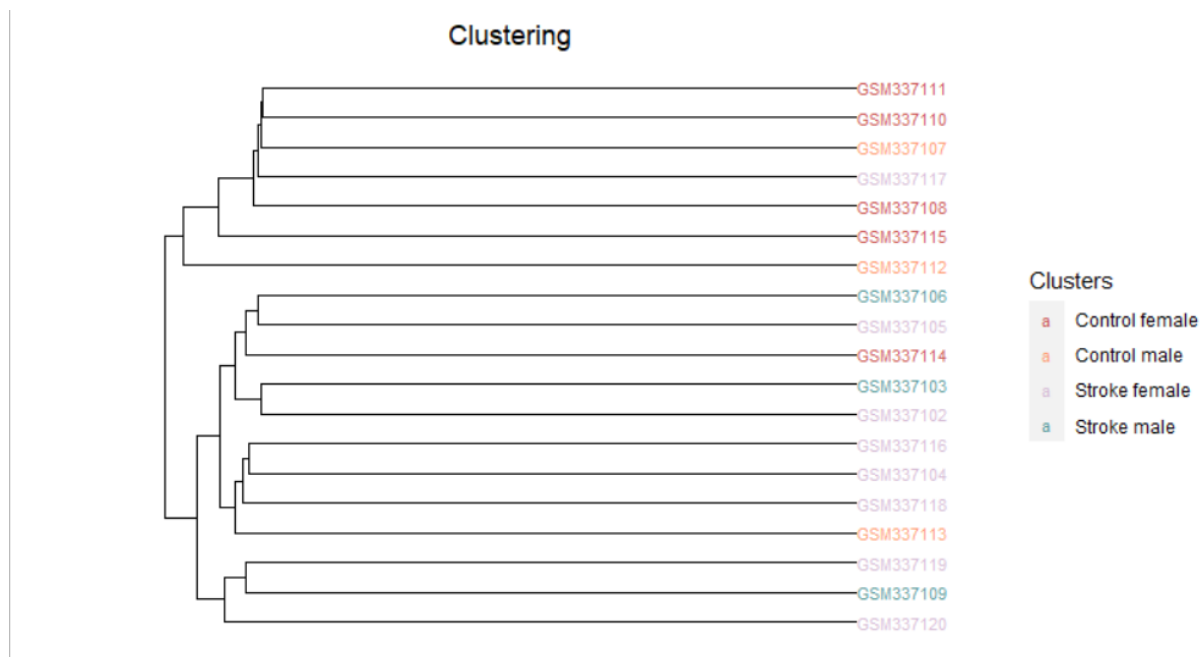 Clustering
GSM337111
GSM337110
GSM337107
GSM337117
GSM337108
GSM337115
GSM337112
GSM337106
GSM337105
GSM337114
GSM337103
GSM337102
GSM337116
GSM337104
GSM337118
GSM337113
GSM337119
GSM337109
GSM337120
Clusters
a Control female
a Control male
a Stroke female
a Stroke male